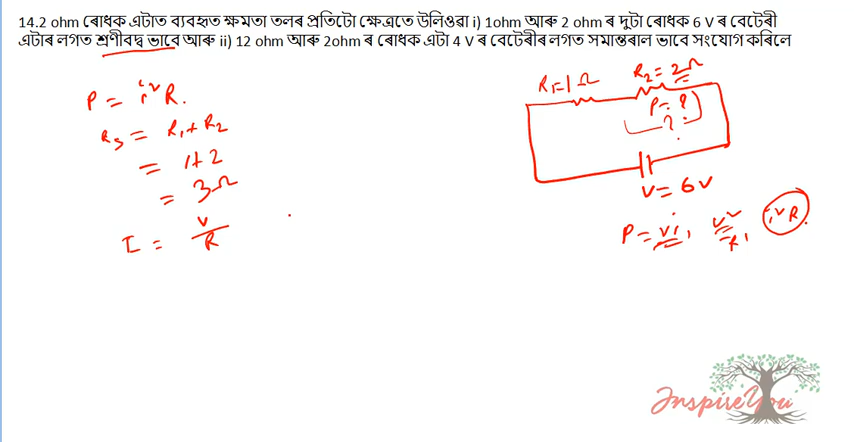 14.2 ohm ৰোধক এটাত ব্যবহৃত ক্ষমতা তলৰ প্ৰতিটো ক্ষেত্ৰতে উলিওৱা i) 1ohm আৰু 2 ohm ৰ দুটা ৰোধক 6 V ৰ বেটেৰী
এটাৰ লগত শ্ৰণীবদ্ব ভাবে আৰু ii) 12 ohm আৰু 2ohm ৰ ৰোধক এটা 4 V ৰ বেটেৰীৰ লগত সমান্তৰাল ভাবে সংযোগ কৰিলে
R₁=1Ω R₂=2Ω
P=?
?
V=6V
P=Vi, V²/R, i²R.
P = i²R.
Rs = R₁+R₂
= 1+2
= 3Ω
I = V/R
InspireYou